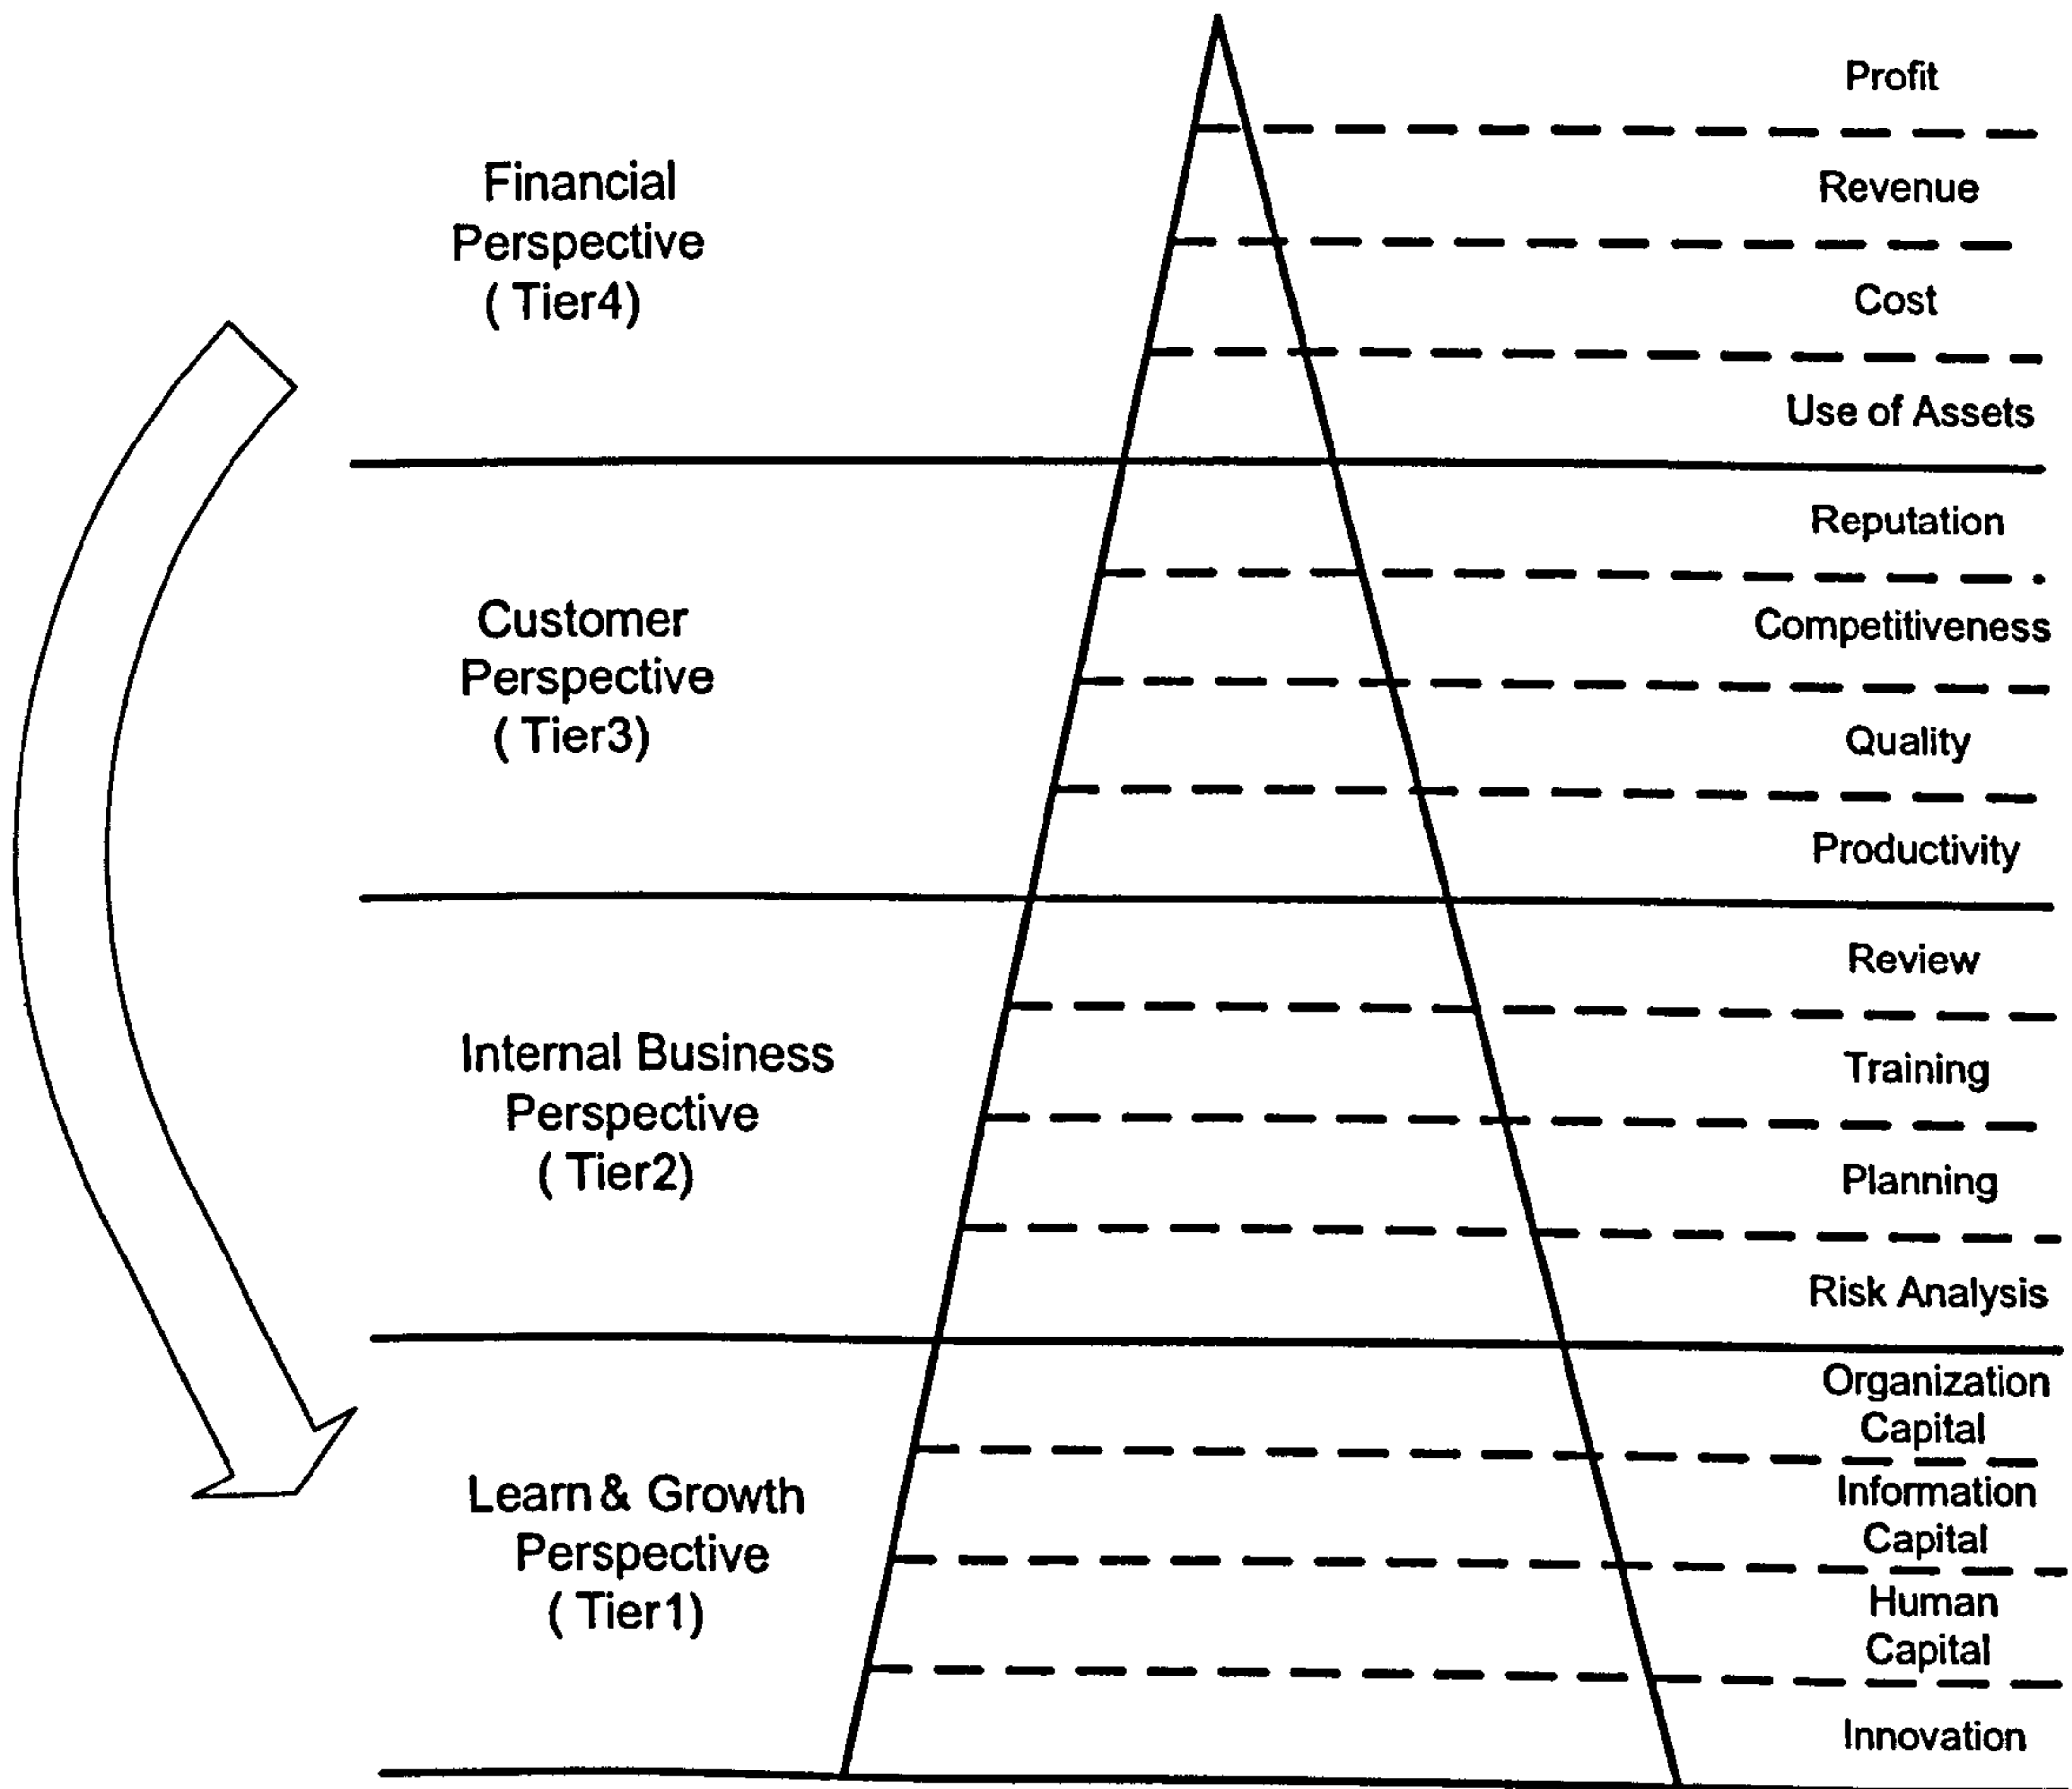 Profit
Revenue
Cost
Use of Assets
Financial
Perspective
( Tier4)
Reputation
Competitiveness
Quality
Productivity
Customer
Perspective
( Tier3)
Review
Training
Planning
Risk Analysis
Internal Business
Perspective
( Tier2)
Organization
Capital
Information
Capital
Human
Capital
Innovation
Learn & Growth
Perspective
( Tier1)